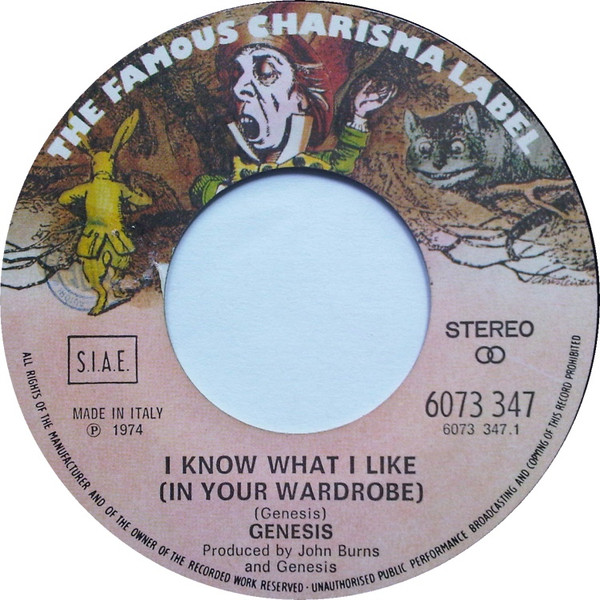 THE FAMOUS CHARISMA LABEL
STEREO
S.I.A.E.
MADE IN ITALY
℗ 1974
6073 347
6073 347.1
I KNOW WHAT I LIKE
(IN YOUR WARDROBE)
(Genesis)
GENESIS
Produced by John Burns
and Genesis
ALL RIGHTS OF THE MANUFACTURER AND OF THE OWNER OF THE RECORDED WORK RESERVED · UNAUTHORISED PUBLIC PERFORMANCE BROADCASTING AND COPYING OF THIS RECORD PROHIBITED